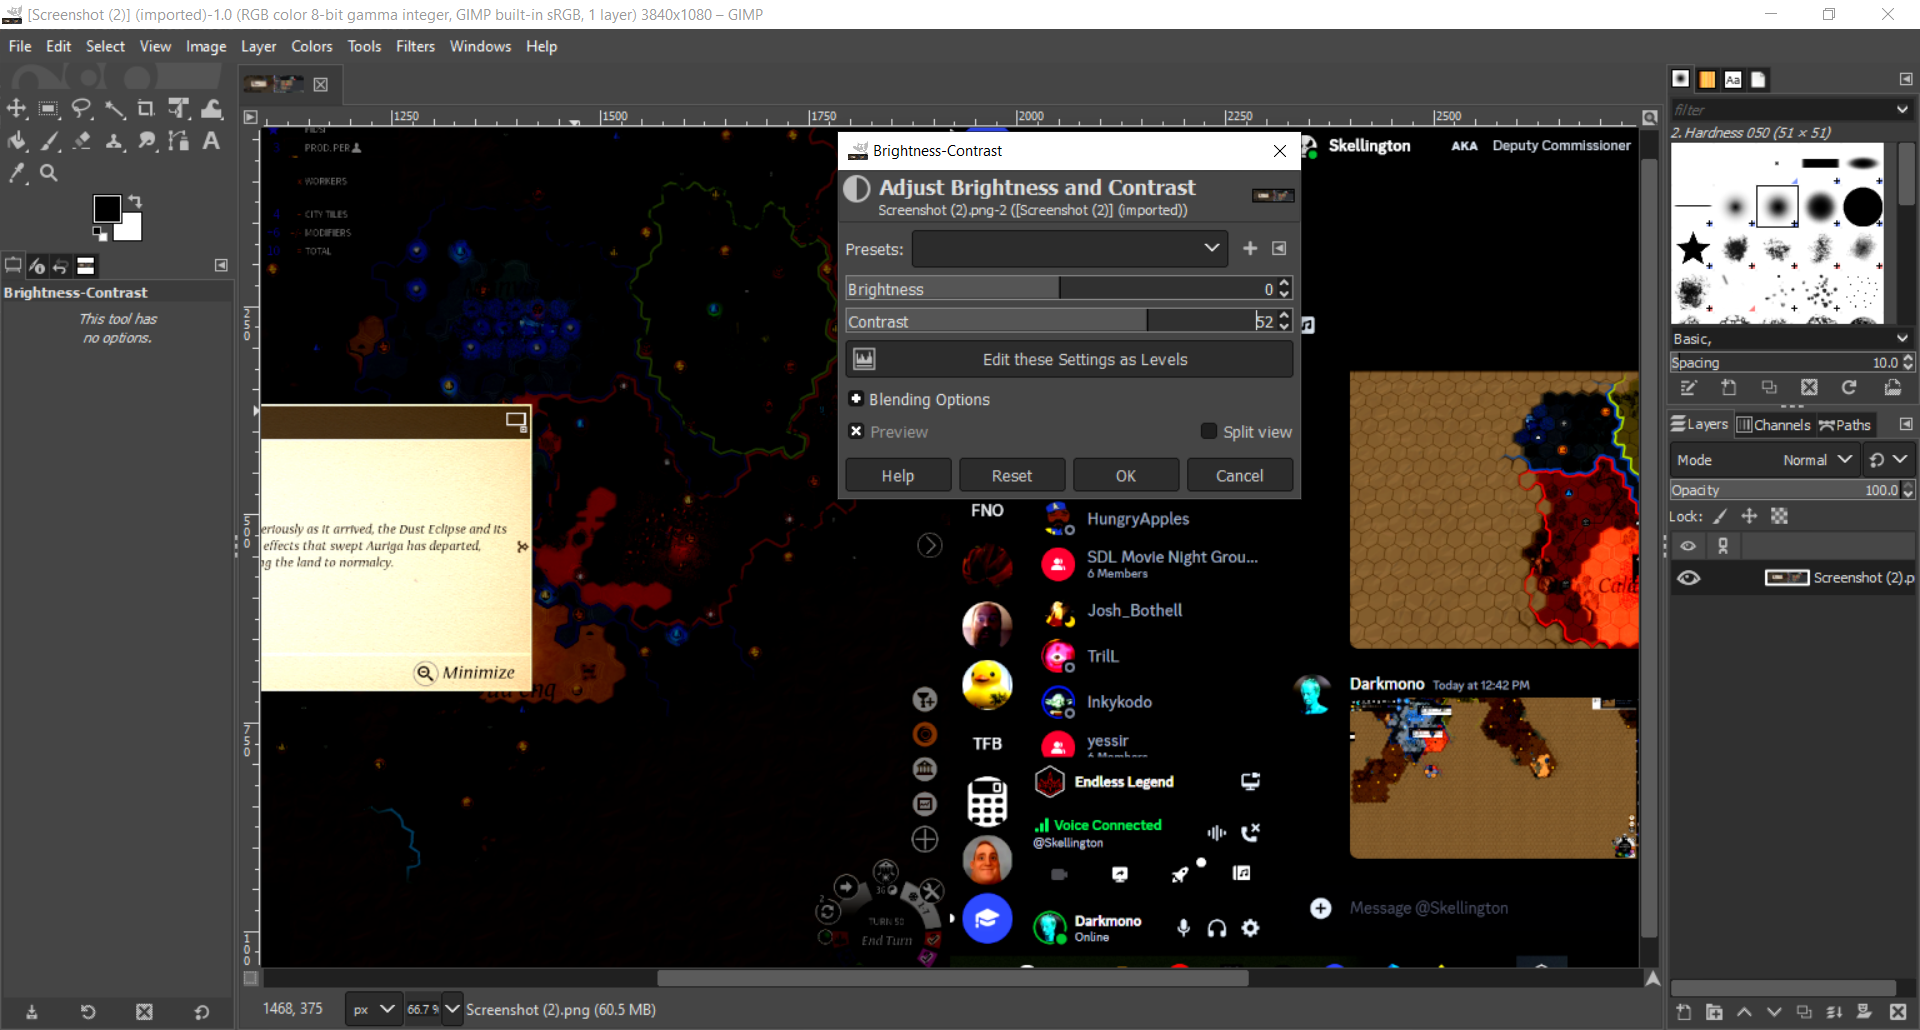 [Screenshot (2)] (imported)-1.0 (RGB color 8-bit gamma integer, GIMP built-in sRGB, 1 layer) 3840x1080 – GIMP
File Edit Select View Image Layer Colors Tools Filters Windows Help
1250 1500 1750 2000 2250 2500
filter
2. Hardness 050 (51 × 51)
Basic,
Spacing 10.0
Layers Channels Paths
Mode Normal
Opacity 100.0
Lock:
Screenshot (2).p
Brightness-Contrast
This tool has
no options.
250
500
750
100
PROD. PER
WORKERS
CITY TILES
MODIFIERS
TOTAL
eriously as it arrived, the Dust Eclipse and its
effects that swept Auriga has departed,
ng the land to normalcy.
Minimize
TURN 50
End Turn
Brightness-Contrast
Adjust Brightness and Contrast
Screenshot (2).png-2 ([Screenshot (2)] (imported))
Presets:
Brightness 0
Contrast 52
Edit these Settings as Levels
Blending Options
Preview Split view
Help Reset OK Cancel
Skellington AKA Deputy Commissioner
FNO
TFB
HungryApples
SDL Movie Night Grou...
6 Members
Josh_Bothell
TrilL
Inkykodo
yessir
6 Members
Endless Legend
Voice Connected
@Skellington
Darkmono
Online
Darkmono Today at 12:42 PM
Message @Skellington
1468, 375 px 66.7 % Screenshot (2).png (60.5 MB)